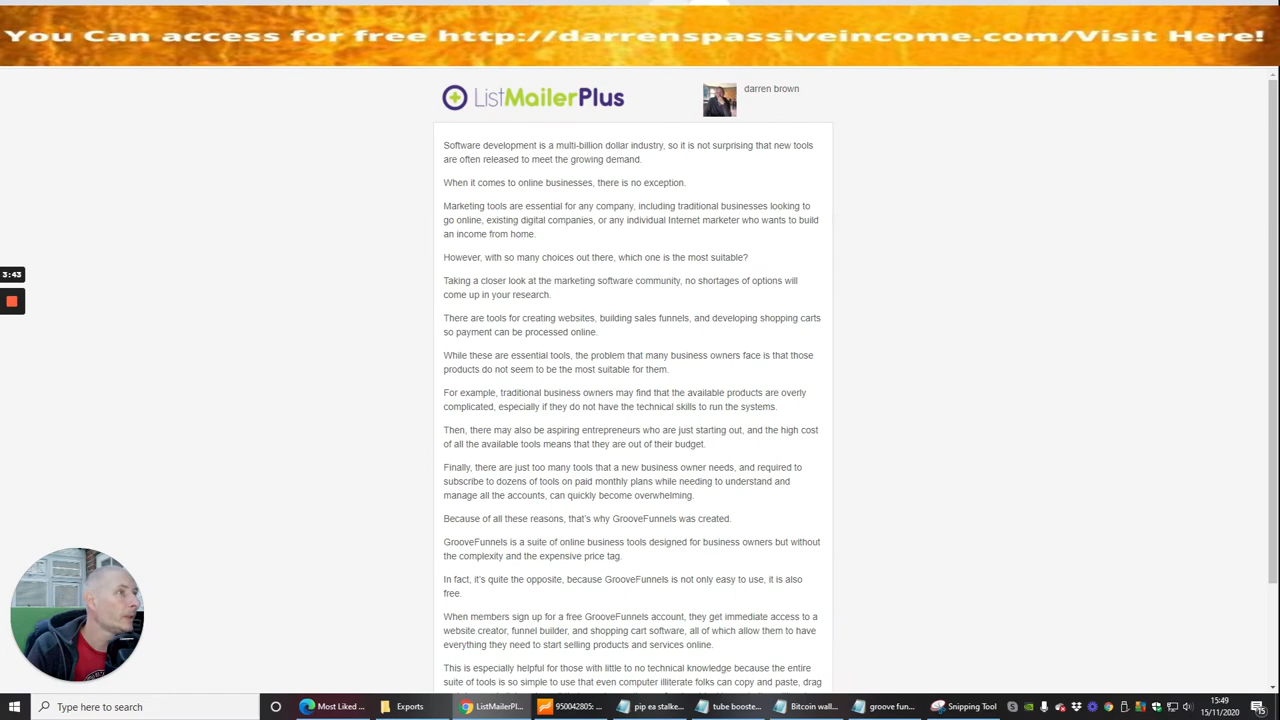 You Can access for free http://darrenspassiveincome.com/Visit Here!
ListMailerPlus
darren brown
Software development is a multi-billion dollar industry, so it is not surprising that new tools
are often released to meet the growing demand.
When it comes to online businesses, there is no exception.
Marketing tools are essential for any company, including traditional businesses looking to
go online, existing digital companies, or any individual Internet marketer who wants to build
an income from home.
However, with so many choices out there, which one is the most suitable?
Taking a closer look at the marketing software community, no shortages of options will
come up in your research.
There are tools for creating websites, building sales funnels, and developing shopping carts
so payment can be processed online.
3:43
While these are essential tools, the problem that many business owners face is that those
products do not seem to be the most suitable for them.
For example, traditional business owners may find that the available products are overly
complicated, especially if they do not have the technical skills to run the systems.
Then, there may also be aspiring entrepreneurs who are just starting out, and the high cost
of all the available tools means that they are out of their budget.
Finally, there are just too many tools that a new business owner needs, and required to
subscribe to dozens of tools on paid monthly plans while needing to understand and
manage all the accounts, can quickly become overwhelming.
Because of all these reasons, that's why GrooveFunnels was created.
GrooveFunnels is a suite of online business tools designed for business owners but without
the complexity and the expensive price tag.
In fact, it's quite the opposite, because GrooveFunnels is not only easy to use, it is also
free.
When members sign up for a free GrooveFunnels account, they get immediate access to a
website creator, funnel builder, and shopping cart software, all of which allow them to have
everything they need to start selling products and services online.
This is especially helpful for those with little to no technical knowledge because the entire
suite of tools is so simple to use that even computer illiterate folks can copy and paste, drag
Type here to search
Most Liked ...
Exports
ListMailerPl...
950042805: ...
pip ea stalke...
tube booste...
Bitcoin wall...
groove fun...
Snipping Tool
15:49
15/11/2020